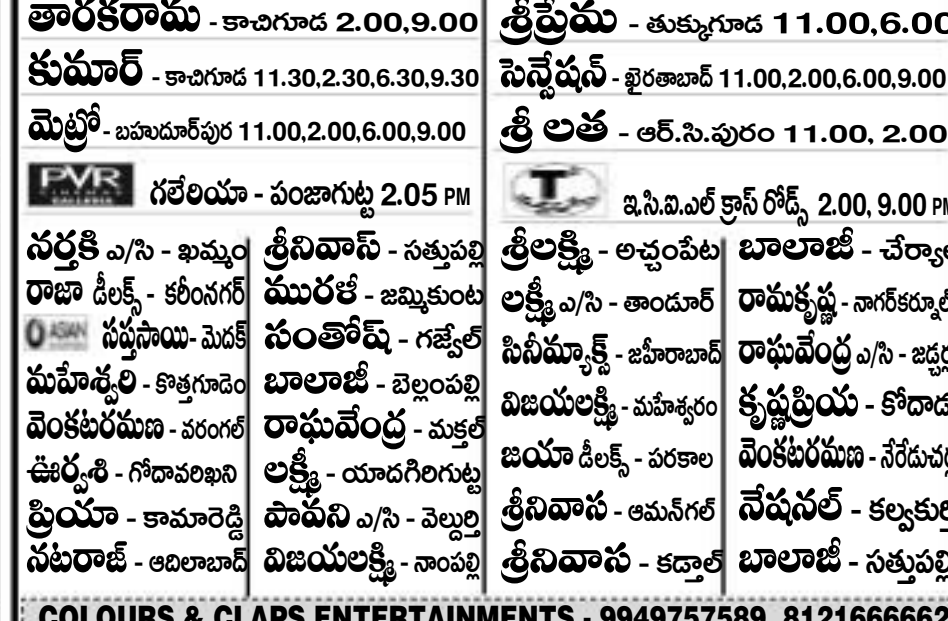 తారకరామ - కాచిగూడ 2.00,9.00
కుమార్ - కాచిగూడ 11.30,2.30,6.30,9.30
మెట్రో - బహదూర్‌పుర 11.00,2.00,6.00,9.00
PVR గలేరియా - పంజాగుట్ట 2.05 PM
శ్రీప్రేమ - తుక్కుగూడ 11.00,6.00
సెన్సేషన్ - ఖైరతాబాద్ 11.00,2.00,6.00,9.00
శ్రీ లత - ఆర్.సి.పురం 11.00, 2.00
ఇ.సి.ఐ.ఎల్ క్రాస్ రోడ్స్ 2.00, 9.00 PM
నర్తకి ఎ/సి - ఖమ్మం
రాజా డీలక్స్ - కరీంనగర్
ASIAN సప్తసాయి- మెదక్
మహేశ్వరి - కొత్తగూడెం
వెంకటరమణ - వరంగల్
ఊర్వశి - గోదావరిఖని
ప్రియా - కామారెడ్డి
నటరాజ్ - ఆదిలాబాద్
శ్రీనివాస్ - సత్తుపల్లి
మురళీ - జమ్మికుంట
సంతోష్ - గజ్వేల్
బాలాజీ - బెల్లంపల్లి
రాఘవేంద్ర - మక్తల్
లక్ష్మీ - యాదగిరిగుట్ట
పావని ఎ/సి - వెల్దుర్తి
విజయలక్ష్మి - నాంపల్లి
శ్రీలక్ష్మి - అచ్చంపేట
లక్ష్మీ ఎ/సి - తాండూర్
సినీమ్యాక్స్ - జహీరాబాద్
విజయలక్ష్మి - మహేశ్వరం
జయా డీలక్స్ - పరకాల
శ్రీనివాస - ఆమన్‌గల్
శ్రీనివాస - కడ్తాల్
బాలాజీ - చేర్యాల
రామకృష్ణ - నాగర్‌కర్నూల్
రాఘవేంద్ర ఎ/సి - జడ్చర్ల
కృష్ణప్రియ - కోదాడ
వెంకటరమణ - నేరేడుచర్ల
నేషనల్ - కల్వకుర్తి
బాలాజీ - సత్తుపల్లి
COLOURS & CLAPS ENTERTAINMENTS - 9949757589, 8121666662